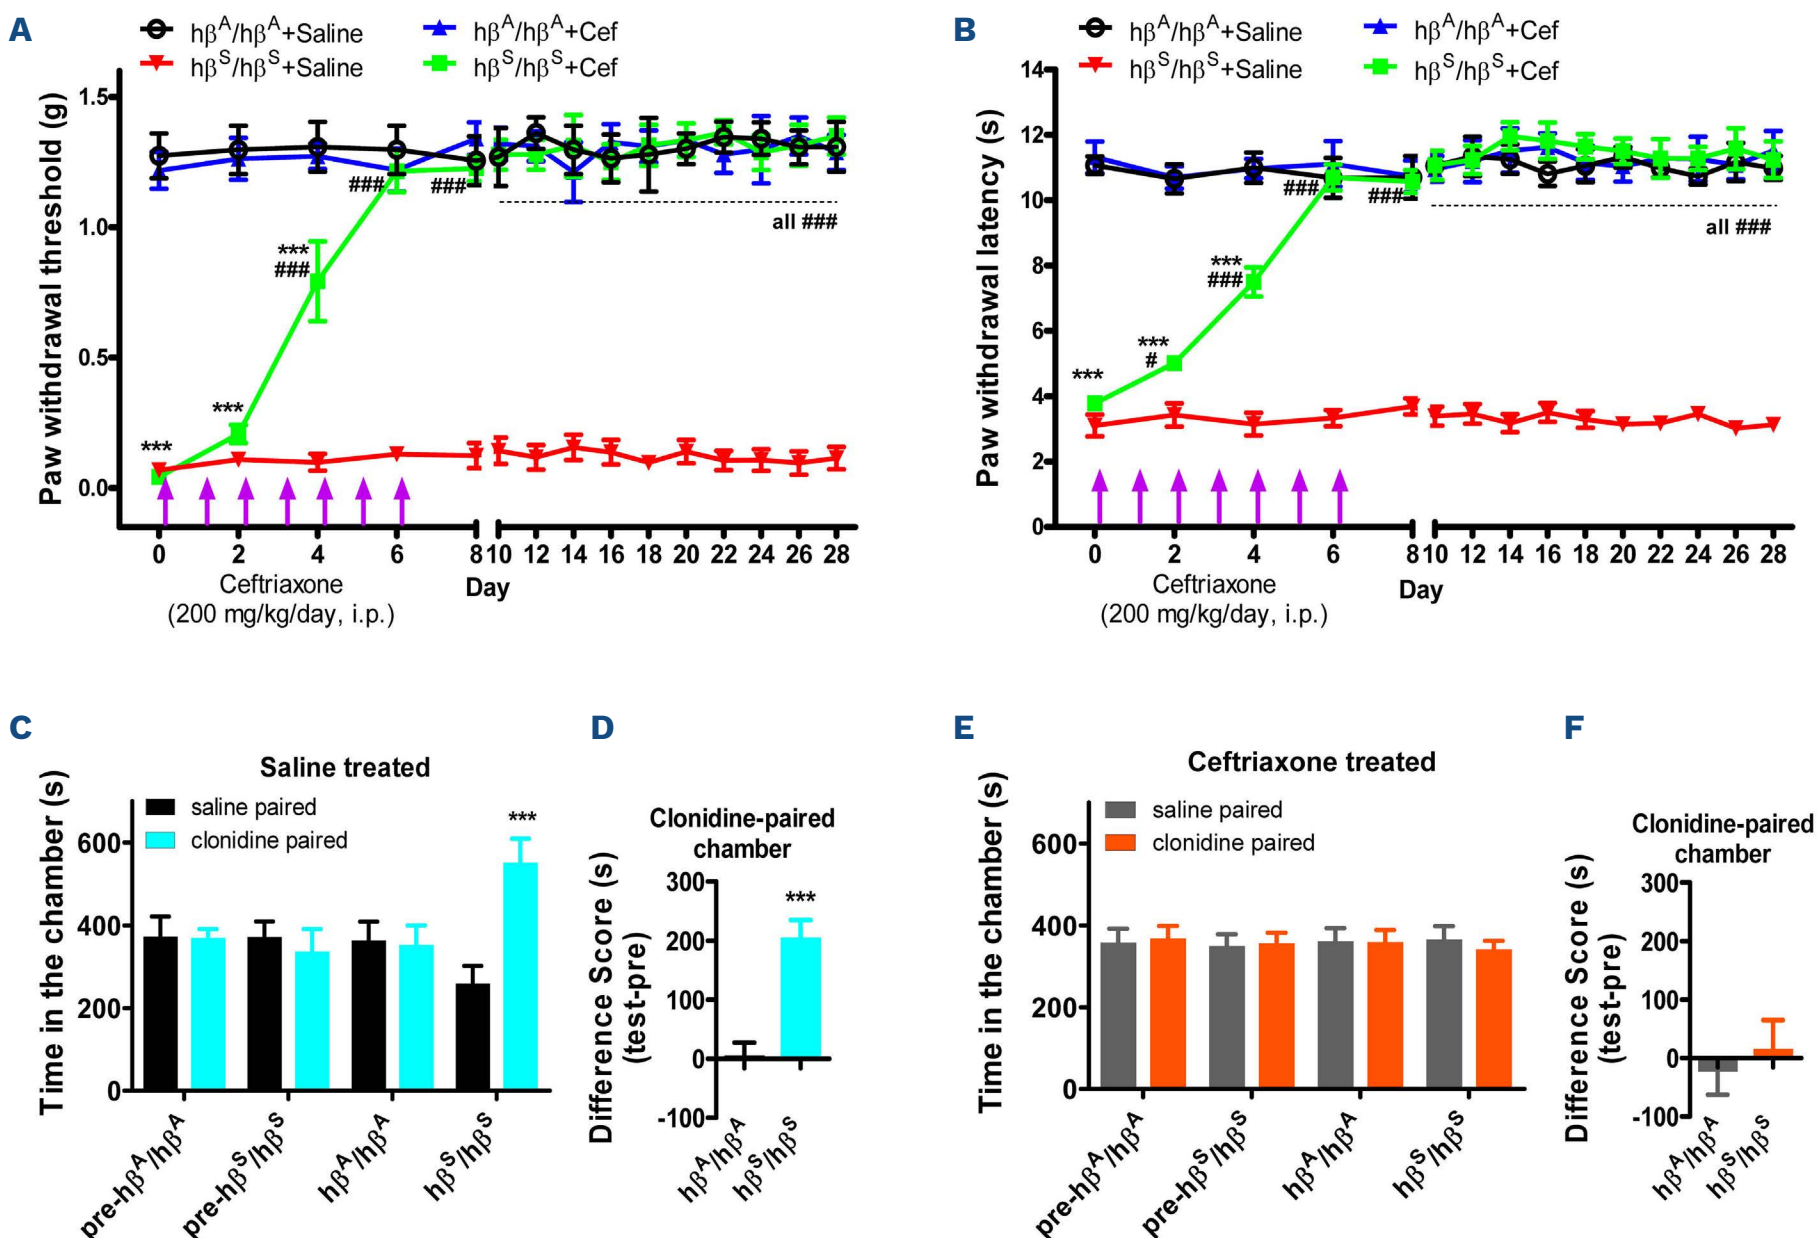 A
hβᴬ/hβᴬ+Saline
hβᴬ/hβᴬ+Cef
hβˢ/hβˢ+Saline
hβˢ/hβˢ+Cef
Paw withdrawal threshold (g)
1.5
1.0
0.5
0.0
***
***
***
###
###
###
all ###
0 2 4 6 8 10 12 14 16 18 20 22 24 26 28
Ceftriaxone
(200 mg/kg/day, i.p.)
Day
B
hβᴬ/hβᴬ+Saline
hβᴬ/hβᴬ+Cef
hβˢ/hβˢ+Saline
hβˢ/hβˢ+Cef
Paw withdrawal latency (s)
14
12
10
8
6
4
2
0
***
***
#
***
###
###
###
all ###
0 2 4 6 8 10 12 14 16 18 20 22 24 26 28
Ceftriaxone
(200 mg/kg/day, i.p.)
Day
C
Saline treated
saline paired
clonidine paired
Time in the chamber (s)
600
400
200
0
***
pre-hβᴬ/hβᴬ
pre-hβˢ/hβˢ
hβᴬ/hβᴬ
hβˢ/hβˢ
D
Clonidine-paired
chamber
Difference Score (s)
(test-pre)
300
200
100
0
-100
***
hβᴬ/hβᴬ
hβˢ/hβˢ
E
Ceftriaxone treated
saline paired
clonidine paired
Time in the chamber (s)
600
400
200
0
pre-hβᴬ/hβᴬ
pre-hβˢ/hβˢ
hβᴬ/hβᴬ
hβˢ/hβˢ
F
Clonidine-paired
chamber
Difference Score (s)
(test-pre)
300
200
100
0
-100
hβᴬ/hβᴬ
hβˢ/hβˢ